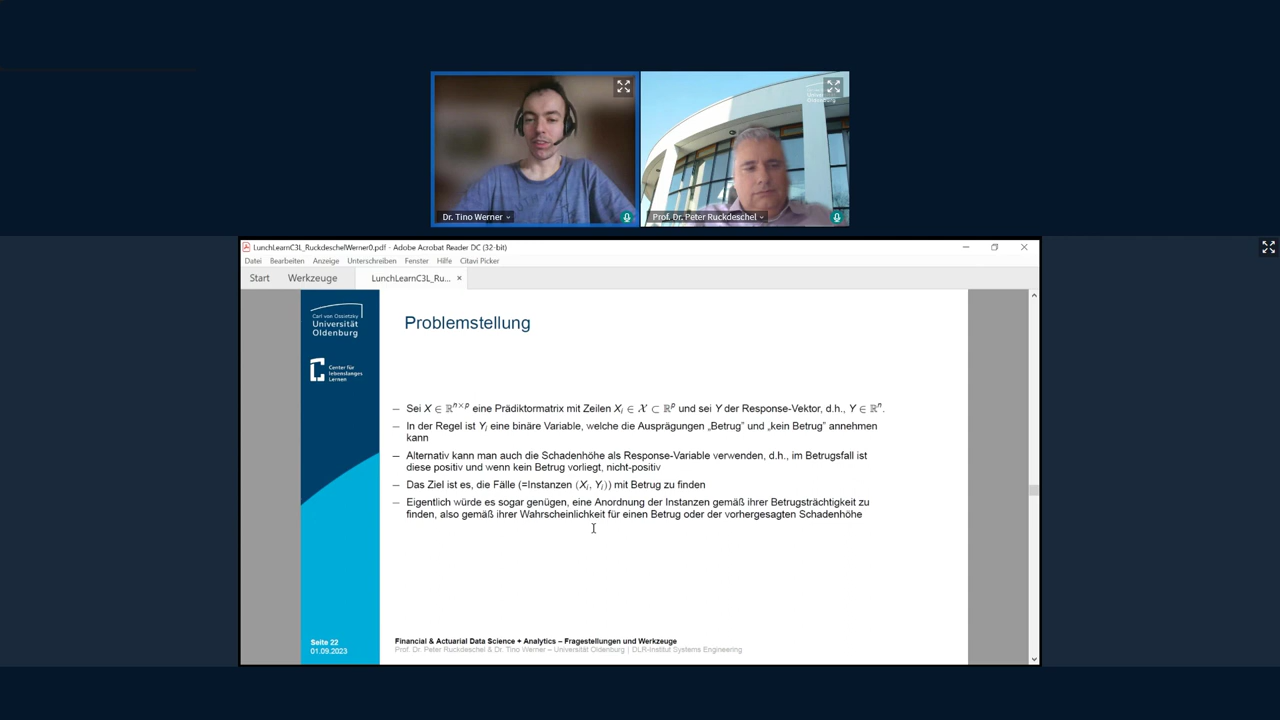 Dr. Tino Werner
Prof. Dr. Peter Ruckdeschel
LunchLearnC3L_RuckdeschelWerner0.pdf - Adobe Acrobat Reader DC (32-bit)
Datei Bearbeiten Anzeige Unterschreiben Fenster Hilfe Citavi Picker
Start Werkzeuge LunchLearnC3L_Ru... ×
Carl von Ossietzky
Universität
Oldenburg
Center für
lebenslanges
Lernen
Problemstellung
– Sei X ∈ ℝⁿˣᵖ eine Prädiktormatrix mit Zeilen Xᵢ ∈ 𝒳 ⊂ ℝᵖ und sei Y der Response-Vektor, d.h., Y ∈ ℝⁿ.
– In der Regel ist Yᵢ eine binäre Variable, welche die Ausprägungen „Betrug” und „kein Betrug” annehmen
kann
– Alternativ kann man auch die Schadenhöhe als Response-Variable verwenden, d.h., im Betrugsfall ist
diese positiv und wenn kein Betrug vorliegt, nicht-positiv
– Das Ziel ist es, die Fälle (=Instanzen (Xᵢ, Yᵢ)) mit Betrug zu finden
– Eigentlich würde es sogar genügen, eine Anordnung der Instanzen gemäß ihrer Betrugsträchtigkeit zu
finden, also gemäß ihrer Wahrscheinlichkeit für einen Betrug oder der vorhergesagten Schadenhöhe
Seite 22
01.09.2023
Financial & Actuarial Data Science + Analytics – Fragestellungen und Werkzeuge
Prof. Dr. Peter Ruckdeschel & Dr. Tino Werner – Universität Oldenburg | DLR-Institut Systems Engineering